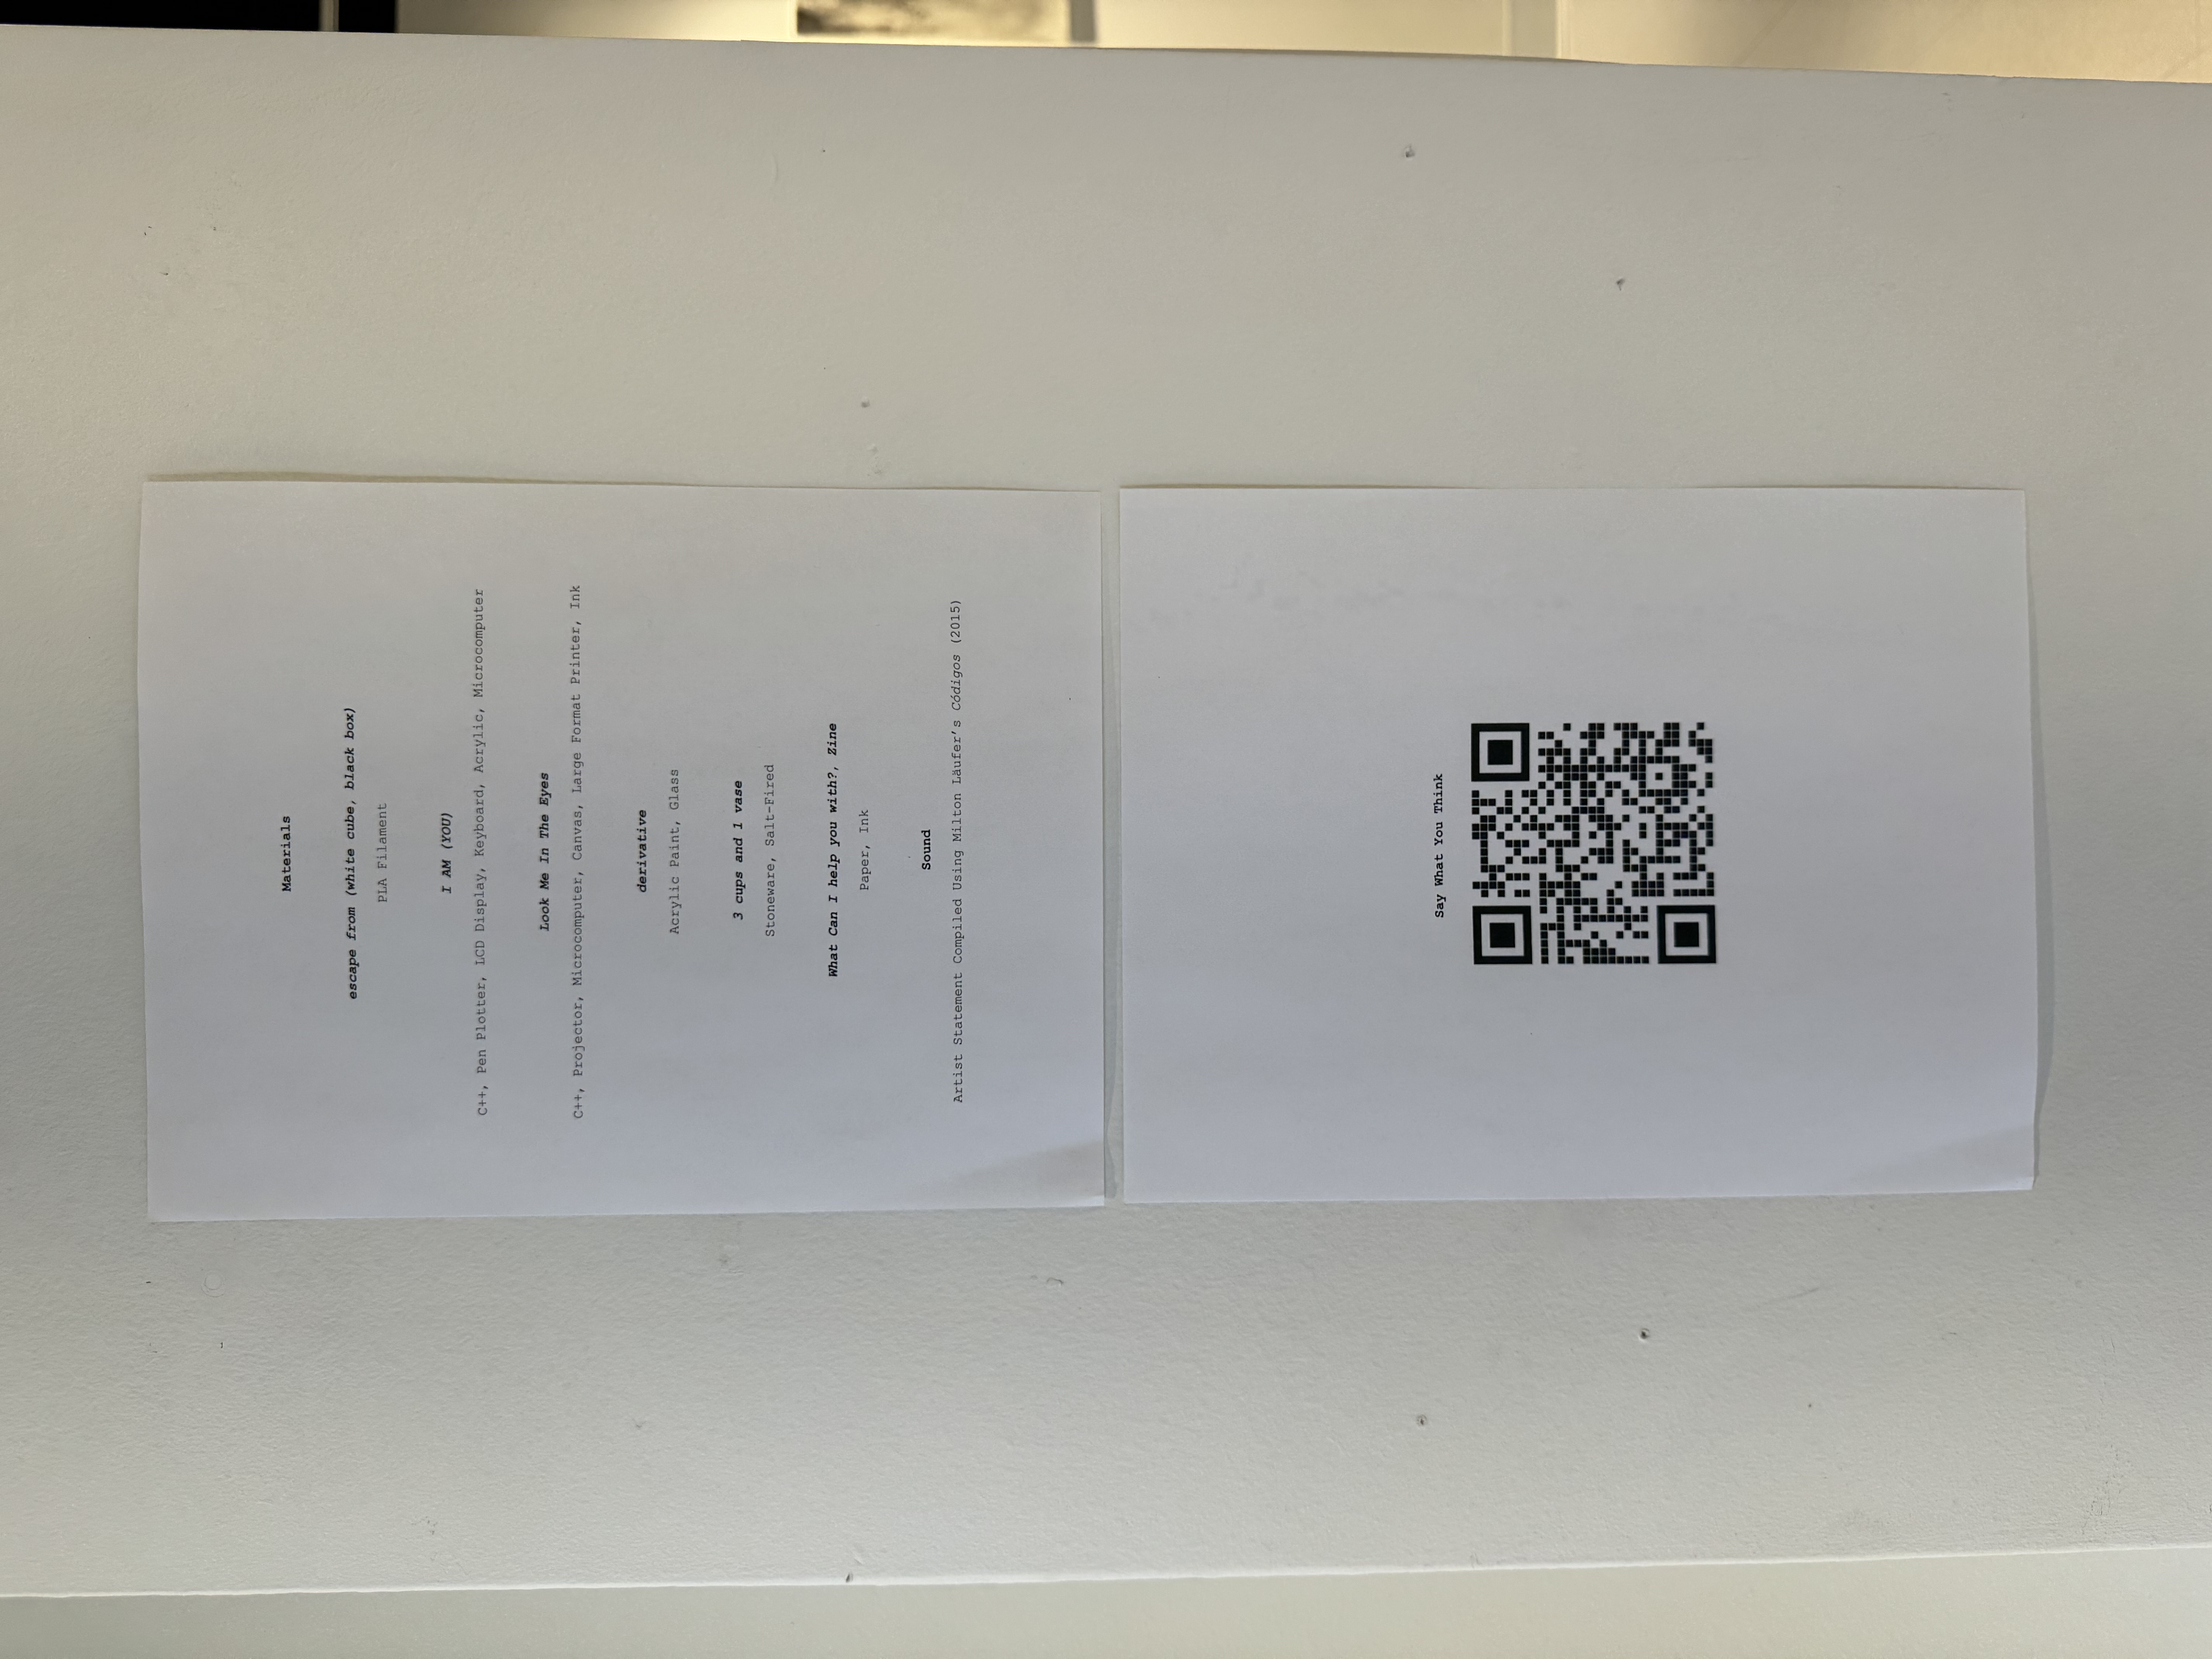 Materials
escape from (white cube, black box)
PLA Filament
I AM (YOU)
C++, Pen Plotter, LCD Display, Keyboard, Acrylic, Microcomputer
Look Me In The Eyes
C++, Projector, Microcomputer, Canvas, Large Format Printer, Ink
derivative
Acrylic Paint, Glass
3 cups and 1 vase
Stoneware, Salt-Fired
What Can I help you with?, Zine
Paper, Ink
Sound
Artist Statement Compiled Using Milton Läufer’s Códigos (2015)
Say What You Think